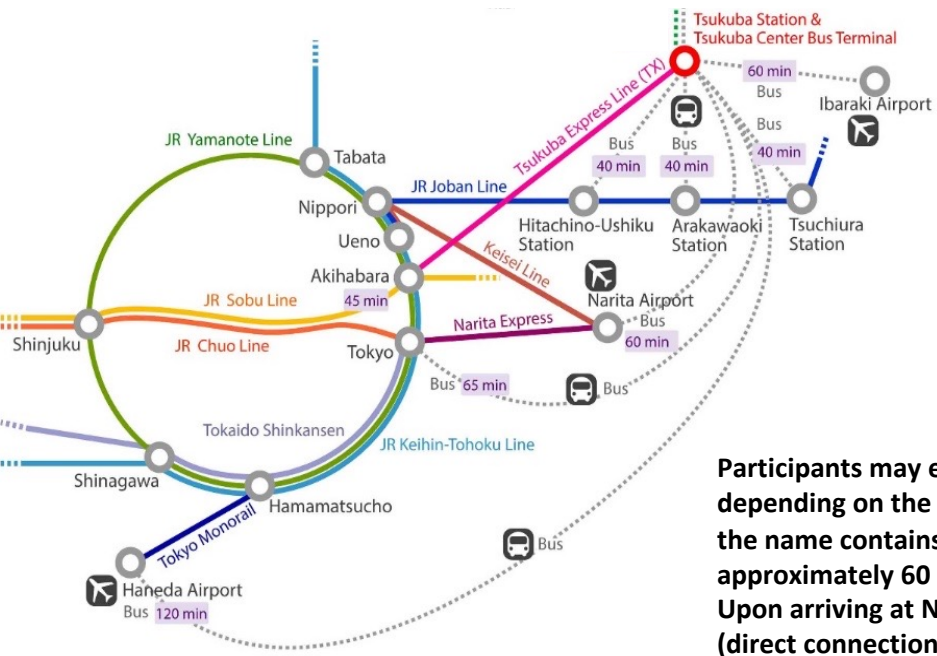 Tsukuba Station &
Tsukuba Center Bus Terminal
60 min
Bus
Ibaraki Airport
Tsukuba Express Line (TX)
JR Yamanote Line
Tabata
Bus
40 min
Bus
40 min
Bus
40 min
Nippori
JR Joban Line
Hitachino-Ushiku
Station
Arakawaoki
Station
Tsuchiura
Station
Ueno
Keisei Line
Akihabara
45 min
JR Sobu Line
Narita Airport
Bus
60 min
Narita Express
Shinjuku
JR Chuo Line
Tokyo
Bus 65 min
Bus
Tokaido Shinkansen
JR Keihin-Tohoku Line
Shinagawa
Hamamatsucho
Tokyo Monorail
Bus
Haneda Airport
Bus 120 min
Participants may e
depending on the
the name contains
approximately 60
Upon arriving at N
(direct connection